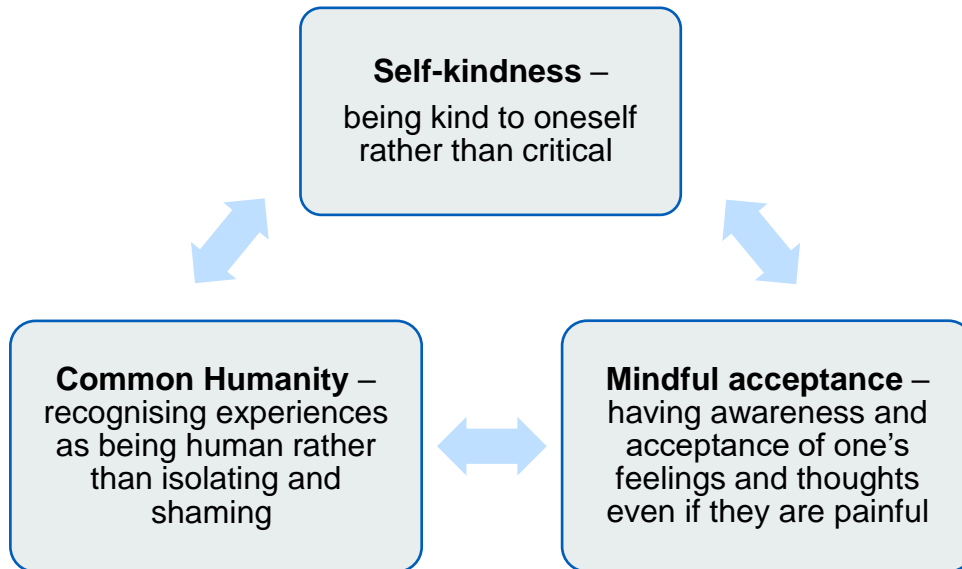 Self-kindness –
being kind to oneself
rather than critical
Common Humanity –
recognising experiences
as being human rather
than isolating and
shaming
Mindful acceptance –
having awareness and
acceptance of one’s
feelings and thoughts
even if they are painful